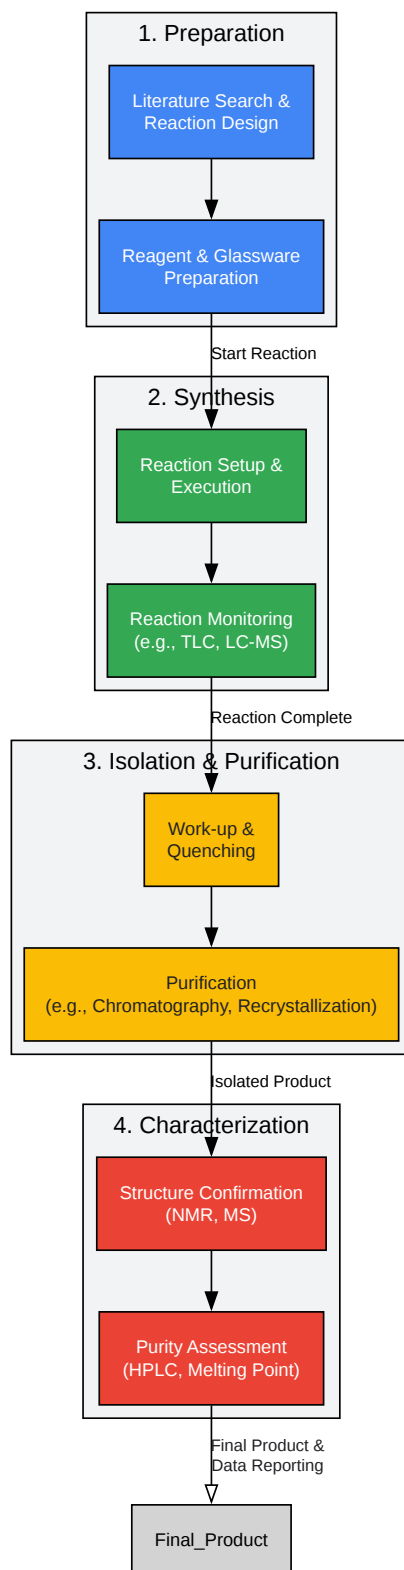 1. Preparation
Literature Search &
Reaction Design
Reagent & Glassware
Preparation
Start Reaction
2. Synthesis
Reaction Setup &
Execution
Reaction Monitoring
(e.g., TLC, LC-MS)
Reaction Complete
3. Isolation & Purification
Work-up &
Quenching
Purification
(e.g., Chromatography, Recrystallization)
Isolated Product
4. Characterization
Structure Confirmation
(NMR, MS)
Purity Assessment
(HPLC, Melting Point)
Final Product &
Data Reporting
Final_Product